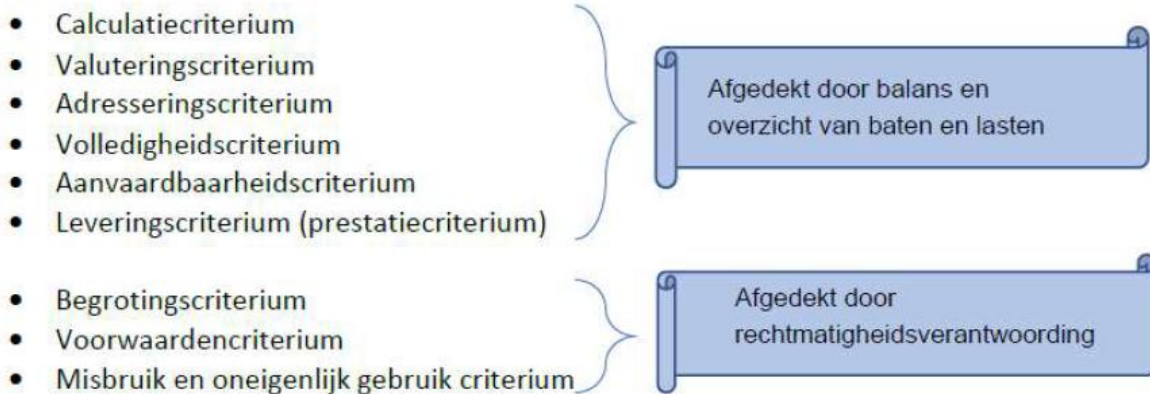 • Calculatiecriterium
• Valuteringscriterium
• Adresseringscriterium
• Volledigheidscriterium
• Aanvaardbaarheidscriterium
• Leveringscriterium (prestatiecriterium)
Afgedekt door balans en
overzicht van baten en lasten
• Begrotingscriterium
• Voorwaardencriterium
• Misbruik en oneigenlijk gebruik criterium
Afgedekt door
rechtmatigheidsverantwoording